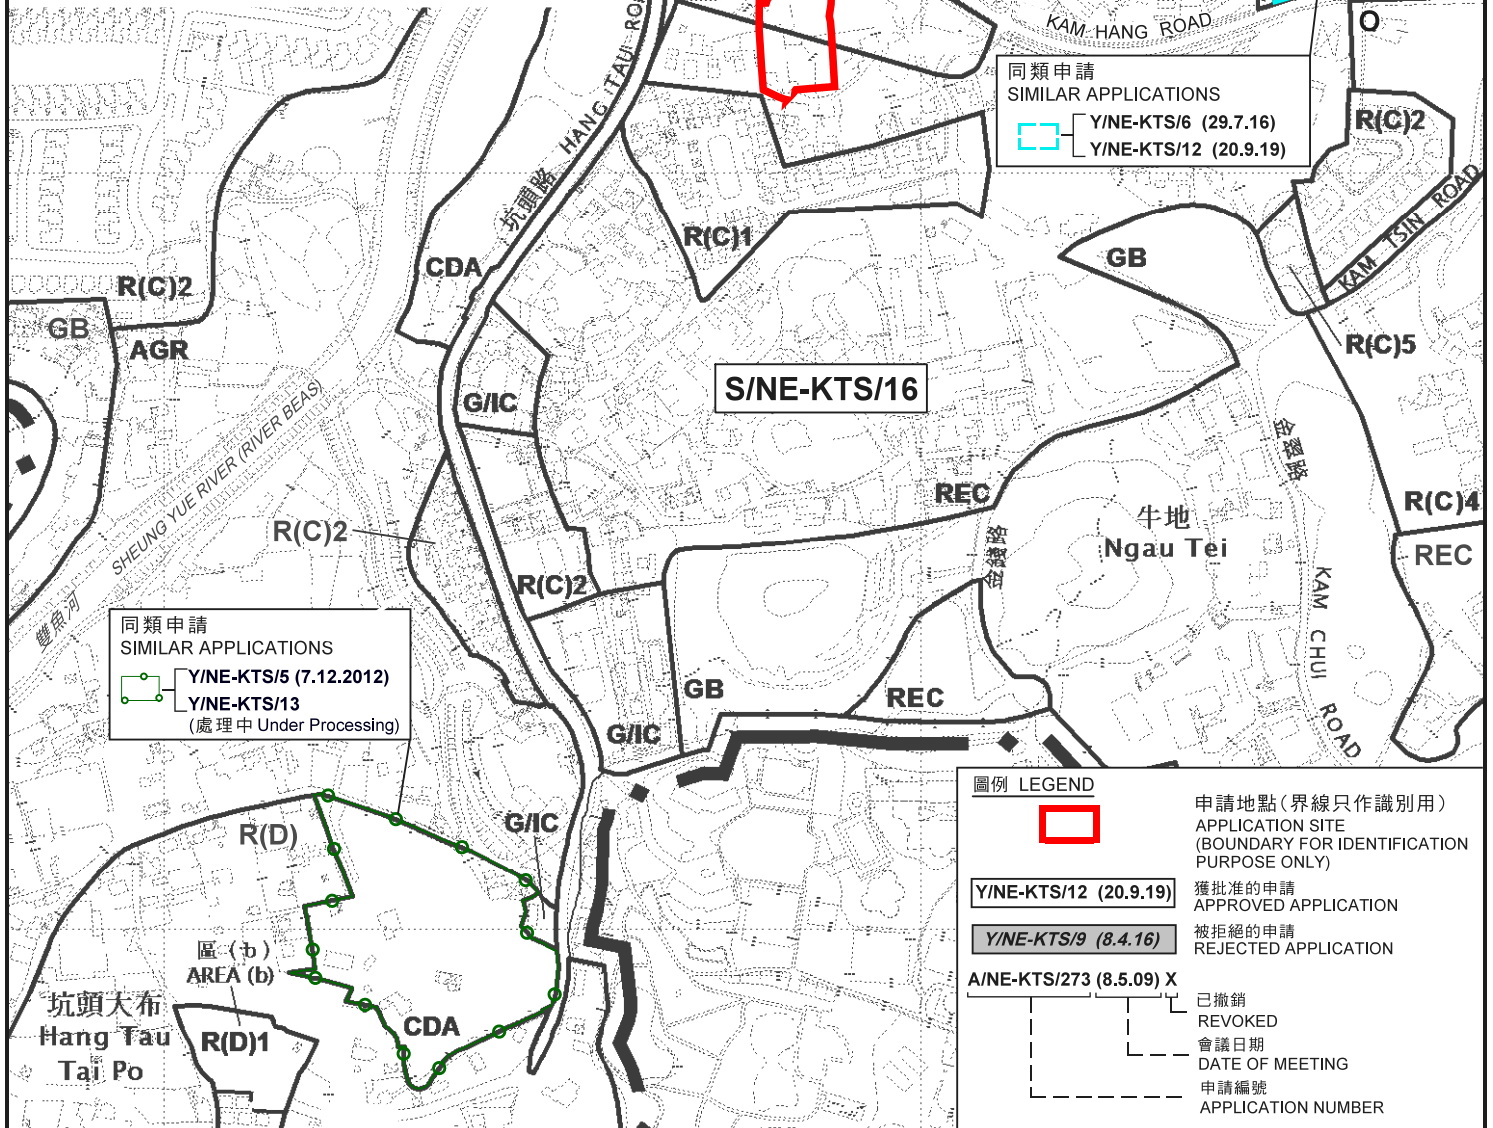 KAM HANG ROAD
O
同類申請
SIMILAR APPLICATIONS
Y/NE-KTS/6 (29.7.16)
Y/NE-KTS/12 (20.9.19)
R(C)2
坑頭路 HANG TAU RO
KAM TSIN ROAD
R(C)1
CDA
GB
R(C)2
GB
AGR
R(C)5
S/NE-KTS/16
G/IC
金翠路
SHEUNG YUE RIVER (RIVER BEAS)
雙魚河
REC
R(C)4
牛地
Ngau Tei
金錢路
R(C)2
REC
R(C)2
KAM CHUI ROAD
同類申請
SIMILAR APPLICATIONS
Y/NE-KTS/5 (7.12.2012)
Y/NE-KTS/13
(處理中 Under Processing)
GB
REC
G/IC
R(D)
G/IC
區 (b)
AREA (b)
坑頭大布
Hang Tau
Tai Po
R(D)1
CDA
圖例 LEGEND
申請地點(界線只作識別用)
APPLICATION SITE
(BOUNDARY FOR IDENTIFICATION
PURPOSE ONLY)
Y/NE-KTS/12 (20.9.19)
獲批准的申請
APPROVED APPLICATION
Y/NE-KTS/9 (8.4.16)
被拒絕的申請
REJECTED APPLICATION
A/NE-KTS/273 (8.5.09) X
已撤銷
REVOKED
會議日期
DATE OF MEETING
申請編號
APPLICATION NUMBER